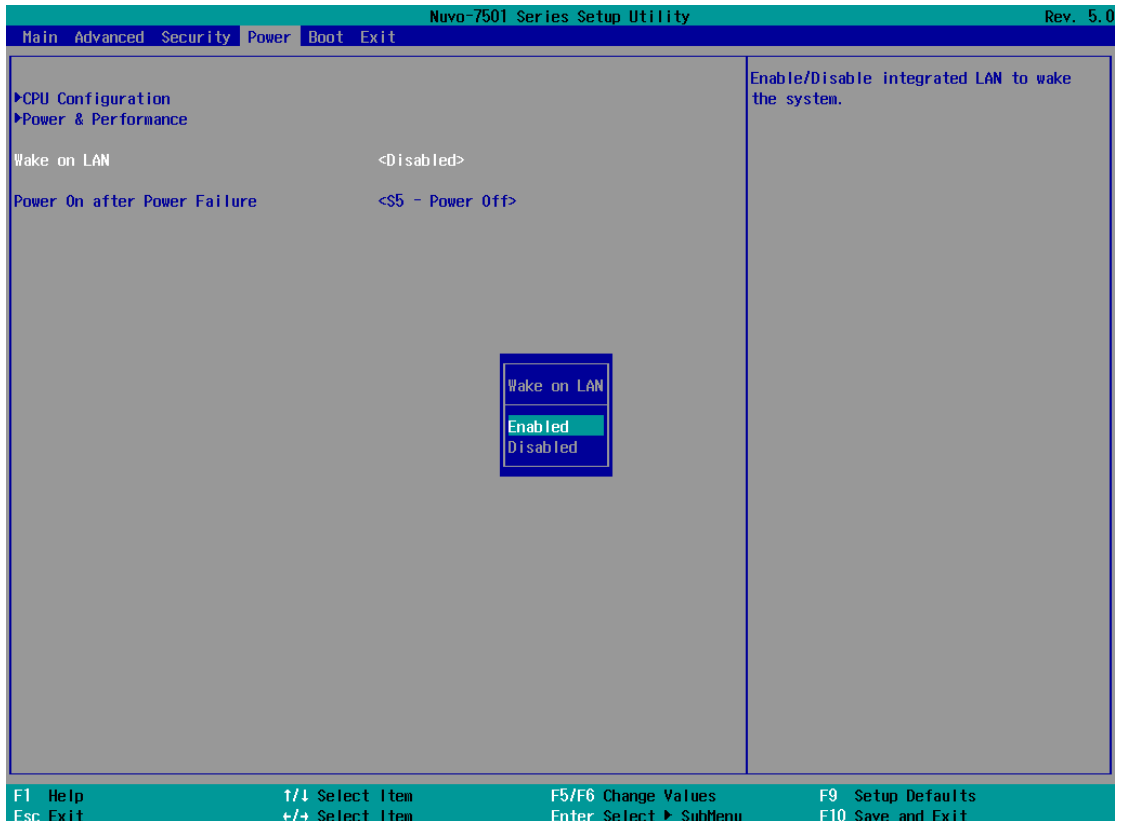 Nuvo-7501 Series Setup Utility Rev. 5.0
Main Advanced Security Power Boot Exit
Enable/Disable integrated LAN to wake
the system.
▶CPU Configuration
▶Power & Performance
Wake on LAN <Disabled>
Power On after Power Failure <S5 - Power Off>
Wake on LAN
Enabled
Disabled
F1 Help ↑/↓ Select Item F5/F6 Change Values F9 Setup Defaults
Esc Exit ←/→ Select Item Enter Select ▶ SubMenu F10 Save and Exit